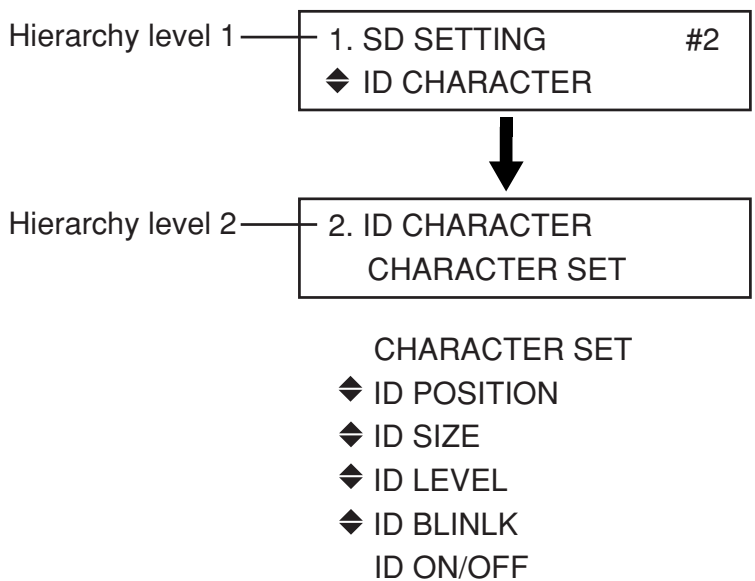 Hierarchy level 1 1. SD SETTING #2
ID CHARACTER
Hierarchy level 2 2. ID CHARACTER
CHARACTER SET
CHARACTER SET
ID POSITION
ID SIZE
ID LEVEL
ID BLINLK
ID ON/OFF